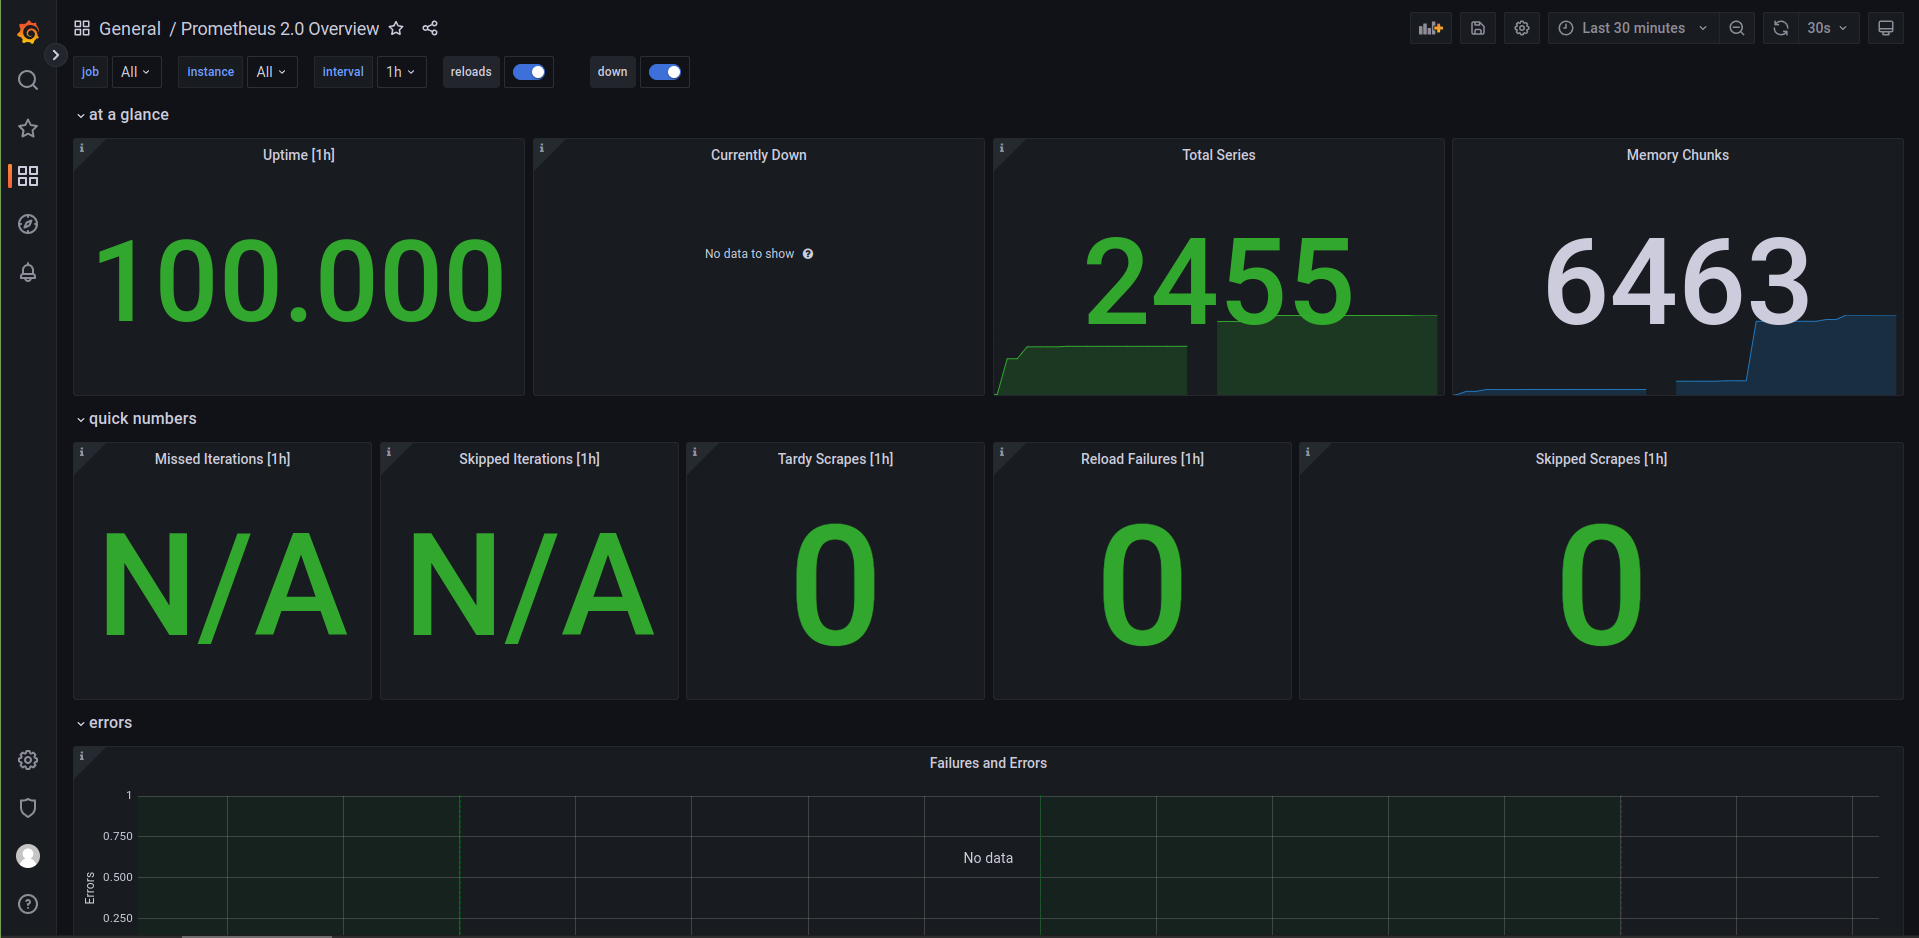 General / Prometheus 2.0 Overview
Last 30 minutes
30s
job All instance All interval 1h reloads down
at a glance
i
Uptime [1h]
100.000
i
Currently Down
No data to show
i
Total Series
2455
Memory Chunks
6463
quick numbers
i
Missed Iterations [1h]
N/A
i
Skipped Iterations [1h]
N/A
i
Tardy Scrapes [1h]
0
i
Reload Failures [1h]
0
i
Skipped Scrapes [1h]
0
errors
i
Failures and Errors
1
0.750
0.500
0.250
Errors
No data